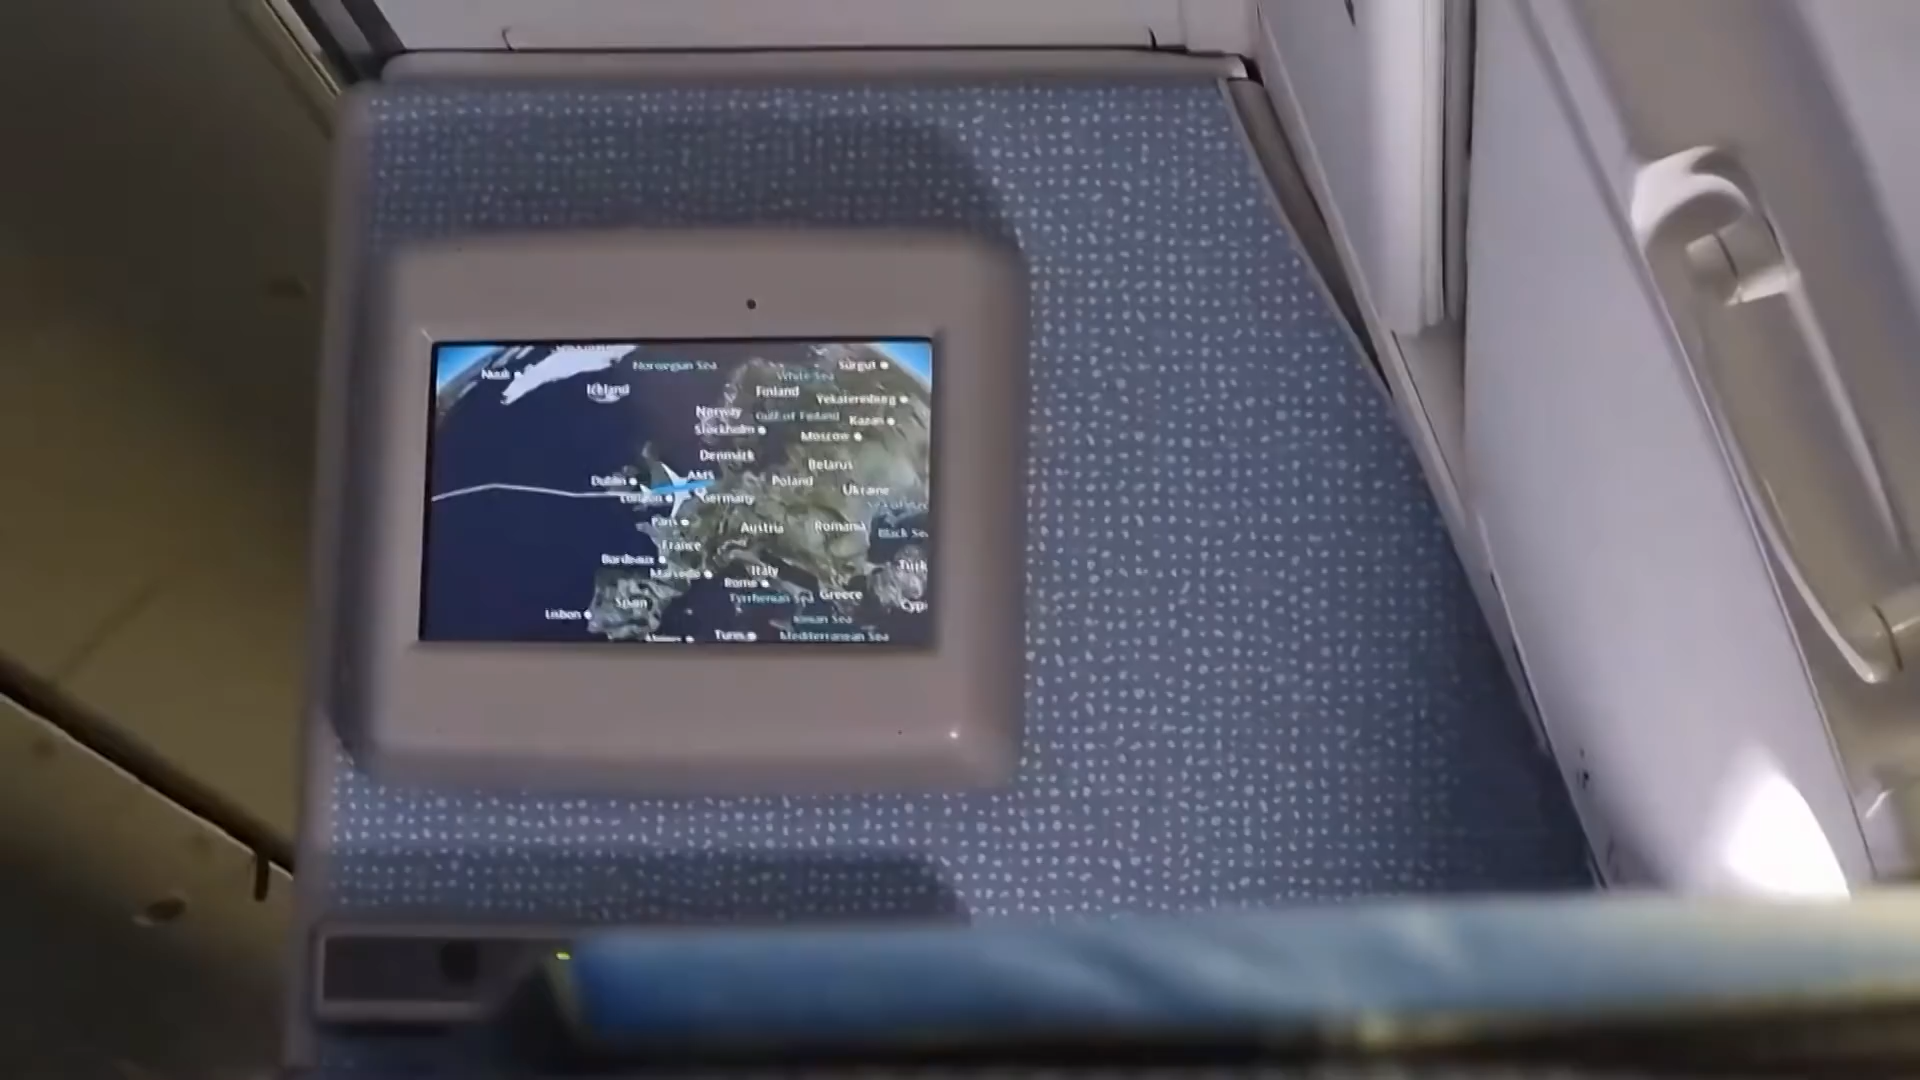 Nuuk
Norwegian Sea
Surgut
Iceland
White Sea
Finland
Yekaterinburg
Norway
Gulf of Finland
Kazan
Stockholm
Moscow
Denmark
Belarus
AMS
Dublin
Poland
Ukraine
London
Germany
Paris
Austria
Romania
Black Sea
France
Bordeaux
Marseille
Italy
Turk
Rome
Tyrrhenian Sea
Greece
Spain
Cyp
Lisbon
Ionian Sea
Tunis
Mediterranean Sea